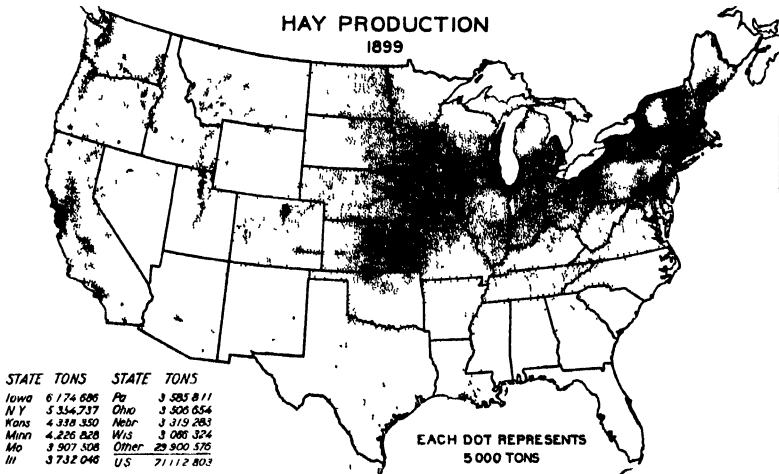 HAY PRODUCTION
1899
STATE TONS STATE TONS
Iowa 6 174 686 Pa 3 585 811
N Y 5 354,737 Ohio 3 506 654
Kans 4 338 350 Nebr 3 319 283
Minn 4,226 828 Wis 3 086 324
Mo 3 907 308 Other 29 900 576
Ill 3 732 046 US 71 112 803
EACH DOT REPRESENTS
5 000 TONS